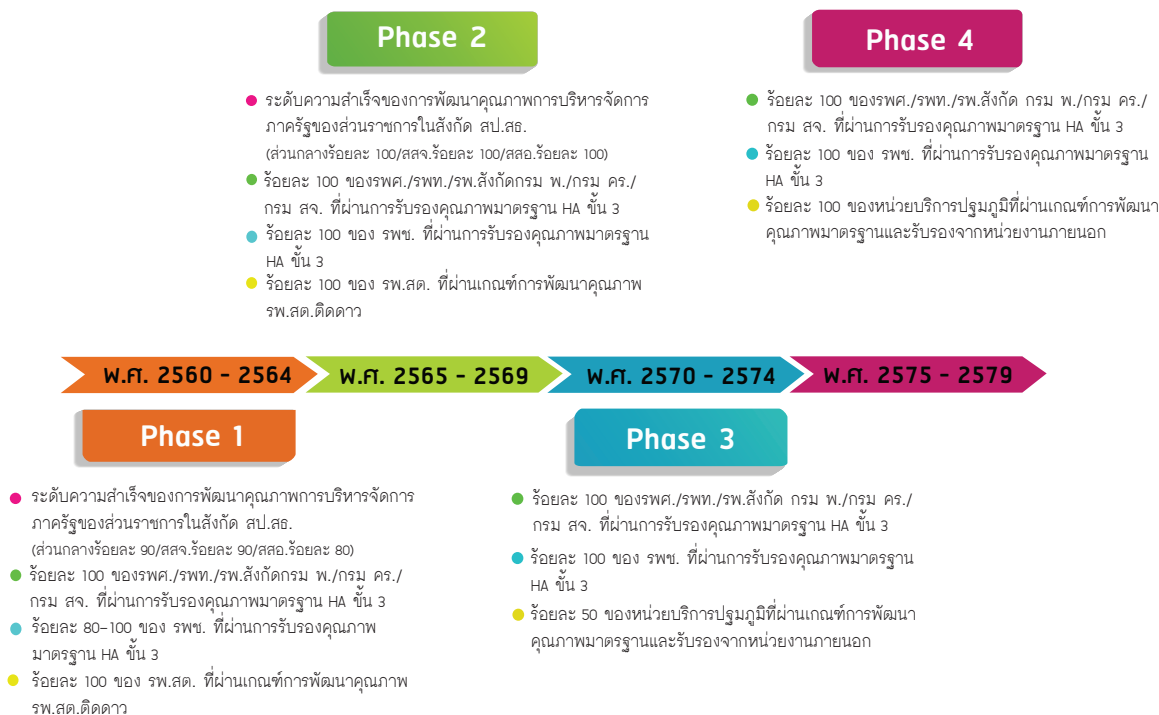 Phase 2
ระดับความสำเร็จของการพัฒนาคุณภาพการบริหารจัดการ
ภาครัฐของส่วนราชการในสังกัด สป.สธ.
(ส่วนกลางร้อยละ 100/สสจ.ร้อยละ 100/สสอ.ร้อยละ 100)
ร้อยละ 100 ของรพศ./รพท./รพ.สังกัดกรม พ./กรม คร./
กรม สจ. ที่ผ่านการรับรองคุณภาพมาตรฐาน HA ขั้น 3
ร้อยละ 100 ของ รพช. ที่ผ่านการรับรองคุณภาพมาตรฐาน
HA ขั้น 3
ร้อยละ 100 ของ รพ.สต. ที่ผ่านเกณฑ์การพัฒนาคุณภาพ
รพ.สต.ติดดาว
Phase 4
ร้อยละ 100 ของรพศ./รพท./รพ.สังกัด กรม พ./กรม คร./
กรม สจ. ที่ผ่านการรับรองคุณภาพมาตรฐาน HA ขั้น 3
ร้อยละ 100 ของ รพช. ที่ผ่านการรับรองคุณภาพมาตรฐาน
HA ขั้น 3
ร้อยละ 100 ของหน่วยบริการปฐมภูมิที่ผ่านเกณฑ์การพัฒนา
คุณภาพมาตรฐานและรับรองจากหน่วยงานภายนอก
พ.ศ. 2560 - 2564
พ.ศ. 2565 - 2569
พ.ศ. 2570 - 2574
พ.ศ. 2575 - 2579
Phase 1
ระดับความสำเร็จของการพัฒนาคุณภาพการบริหารจัดการ
ภาครัฐของส่วนราชการในสังกัด สป.สธ.
(ส่วนกลางร้อยละ 90/สสจ.ร้อยละ 90/สสอ.ร้อยละ 80)
ร้อยละ 100 ของรพศ./รพท./รพ.สังกัดกรม พ./กรม คร./
กรม สจ. ที่ผ่านการรับรองคุณภาพมาตรฐาน HA ขั้น 3
ร้อยละ 80-100 ของ รพช. ที่ผ่านการรับรองคุณภาพ
มาตรฐาน HA ขั้น 3
ร้อยละ 100 ของ รพ.สต. ที่ผ่านเกณฑ์การพัฒนาคุณภาพ
รพ.สต.ติดดาว
Phase 3
ร้อยละ 100 ของรพศ./รพท./รพ.สังกัด กรม พ./กรม คร./
กรม สจ. ที่ผ่านการรับรองคุณภาพมาตรฐาน HA ขั้น 3
ร้อยละ 100 ของ รพช. ที่ผ่านการรับรองคุณภาพมาตรฐาน
HA ขั้น 3
ร้อยละ 50 ของหน่วยบริการปฐมภูมิที่ผ่านเกณฑ์การพัฒนา
คุณภาพมาตรฐานและรับรองจากหน่วยงานภายนอก